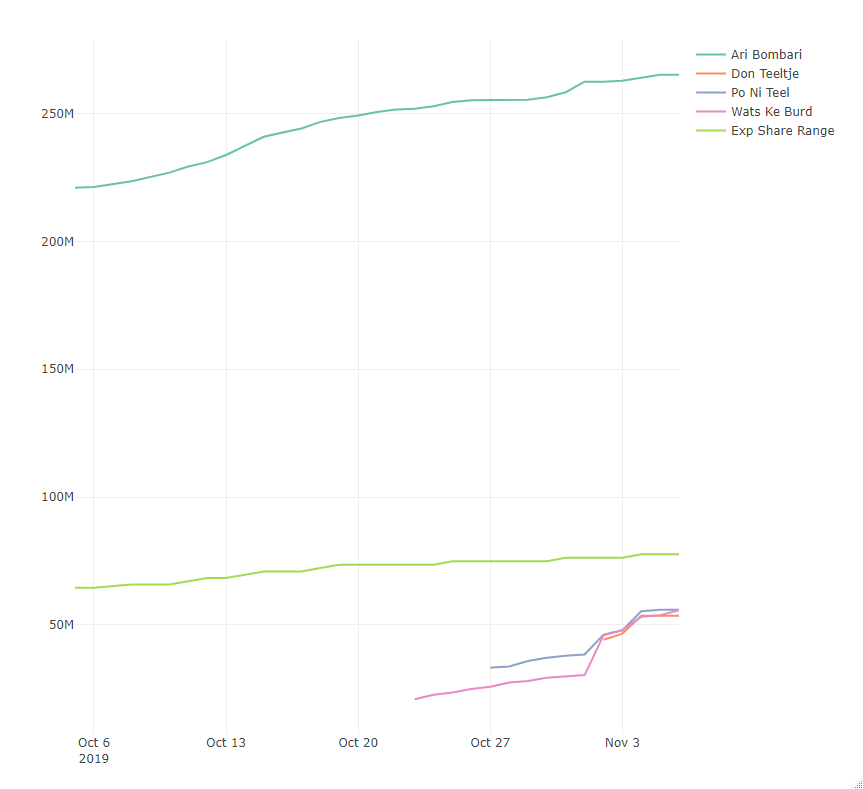 Ari Bombari
Don Teeltje
Po Ni Teel
Wats Ke Burd
Exp Share Range
250M
200M
150M
100M
50M
Oct 6
2019
Oct 13
Oct 20
Oct 27
Nov 3